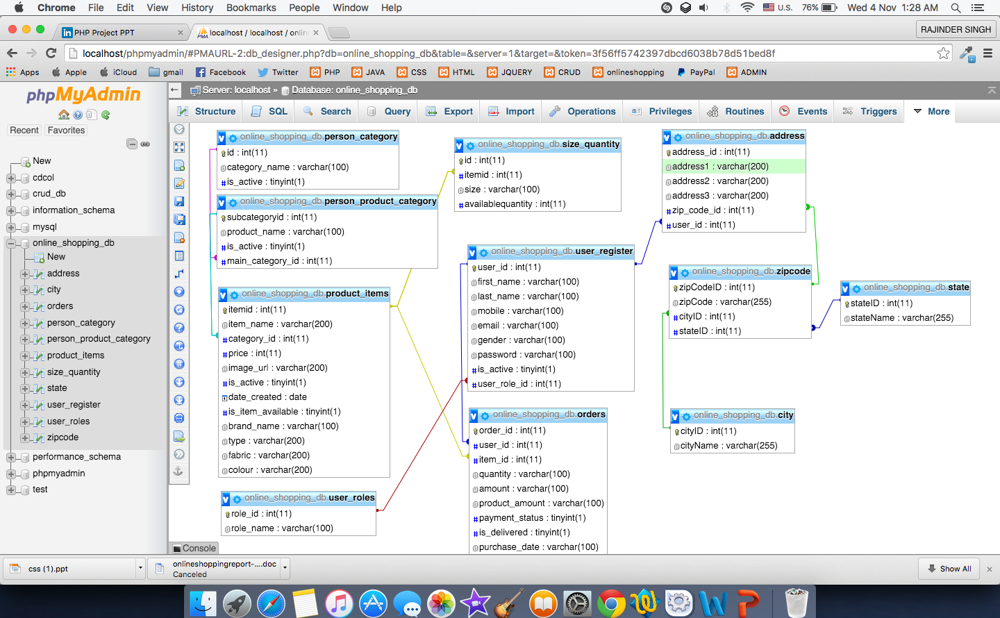 Chrome File Edit View History Bookmarks People Window Help U.S. 76% Wed 4 Nov 1:28 AM
PHP Project PPT × localhost / localhost / onlin × RAJINDER SINGH
localhost/phpmyadmin/#PMAURL-2:db_designer.php?db=online_shopping_db&table=&server=1&target=&token=3f56ff5742397dbcd6038b78d51bed8f
Apps Apple iCloud gmail Facebook Twitter PHP JAVA CSS HTML JQUERY CRUD onlineshopping PayPal ADMIN
phpMyAdmin
Recent Favorites
New
cdcol
crud_db
information_schema
mysql
online_shopping_db
New
address
city
orders
person_category
person_product_category
product_items
size_quantity
state
user_register
user_roles
zipcode
performance_schema
phpmyadmin
test
Server: localhost » Database: online_shopping_db
Structure SQL Search Query Export Import Operations Privileges Routines Events Triggers More
online_shopping_db.person_category
id : int(11)
category_name : varchar(100)
is_active : tinyint(1)
online_shopping_db.person_product_category
subcategoryid : int(11)
product_name : varchar(100)
is_active : tinyint(1)
main_category_id : int(11)
online_shopping_db.product_items
itemid : int(11)
item_name : varchar(200)
category_id : int(11)
price : int(11)
image_url : varchar(200)
is_active : tinyint(1)
date_created : date
is_item_available : tinyint(1)
brand_name : varchar(100)
type : varchar(200)
fabric : varchar(200)
colour : varchar(200)
online_shopping_db.user_roles
role_id : int(11)
role_name : varchar(100)
online_shopping_db.size_quantity
id : int(11)
itemid : int(11)
size : varchar(100)
availablequantity : int(11)
online_shopping_db.user_register
user_id : int(11)
first_name : varchar(100)
last_name : varchar(100)
mobile : varchar(100)
email : varchar(100)
gender : varchar(100)
password : varchar(100)
is_active : tinyint(1)
user_role_id : int(11)
online_shopping_db.orders
order_id : int(11)
user_id : int(11)
item_id : int(11)
quantity : varchar(100)
amount : varchar(100)
product_amount : varchar(100)
payment_status : tinyint(1)
is_delivered : tinyint(1)
purchase_date : varchar(100)
online_shopping_db.address
address_id : int(11)
address1 : varchar(200)
address2 : varchar(200)
address3 : varchar(200)
zip_code_id : int(11)
user_id : int(11)
online_shopping_db.zipcode
zipCodeID : int(11)
zipCode : varchar(255)
cityID : int(11)
stateID : int(11)
online_shopping_db.state
stateID : int(11)
stateName : varchar(255)
online_shopping_db.city
cityID : int(11)
cityName : varchar(255)
Console
css (1).ppt
onlineshoppingreport-....doc
Canceled
Show All